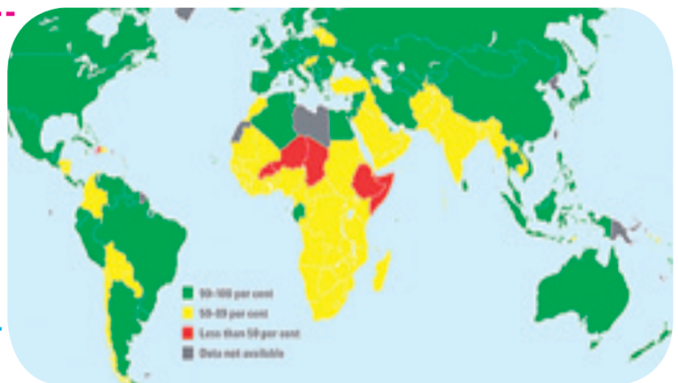 90–100 per cent
50–89 per cent
Less than 50 per cent
Data not available